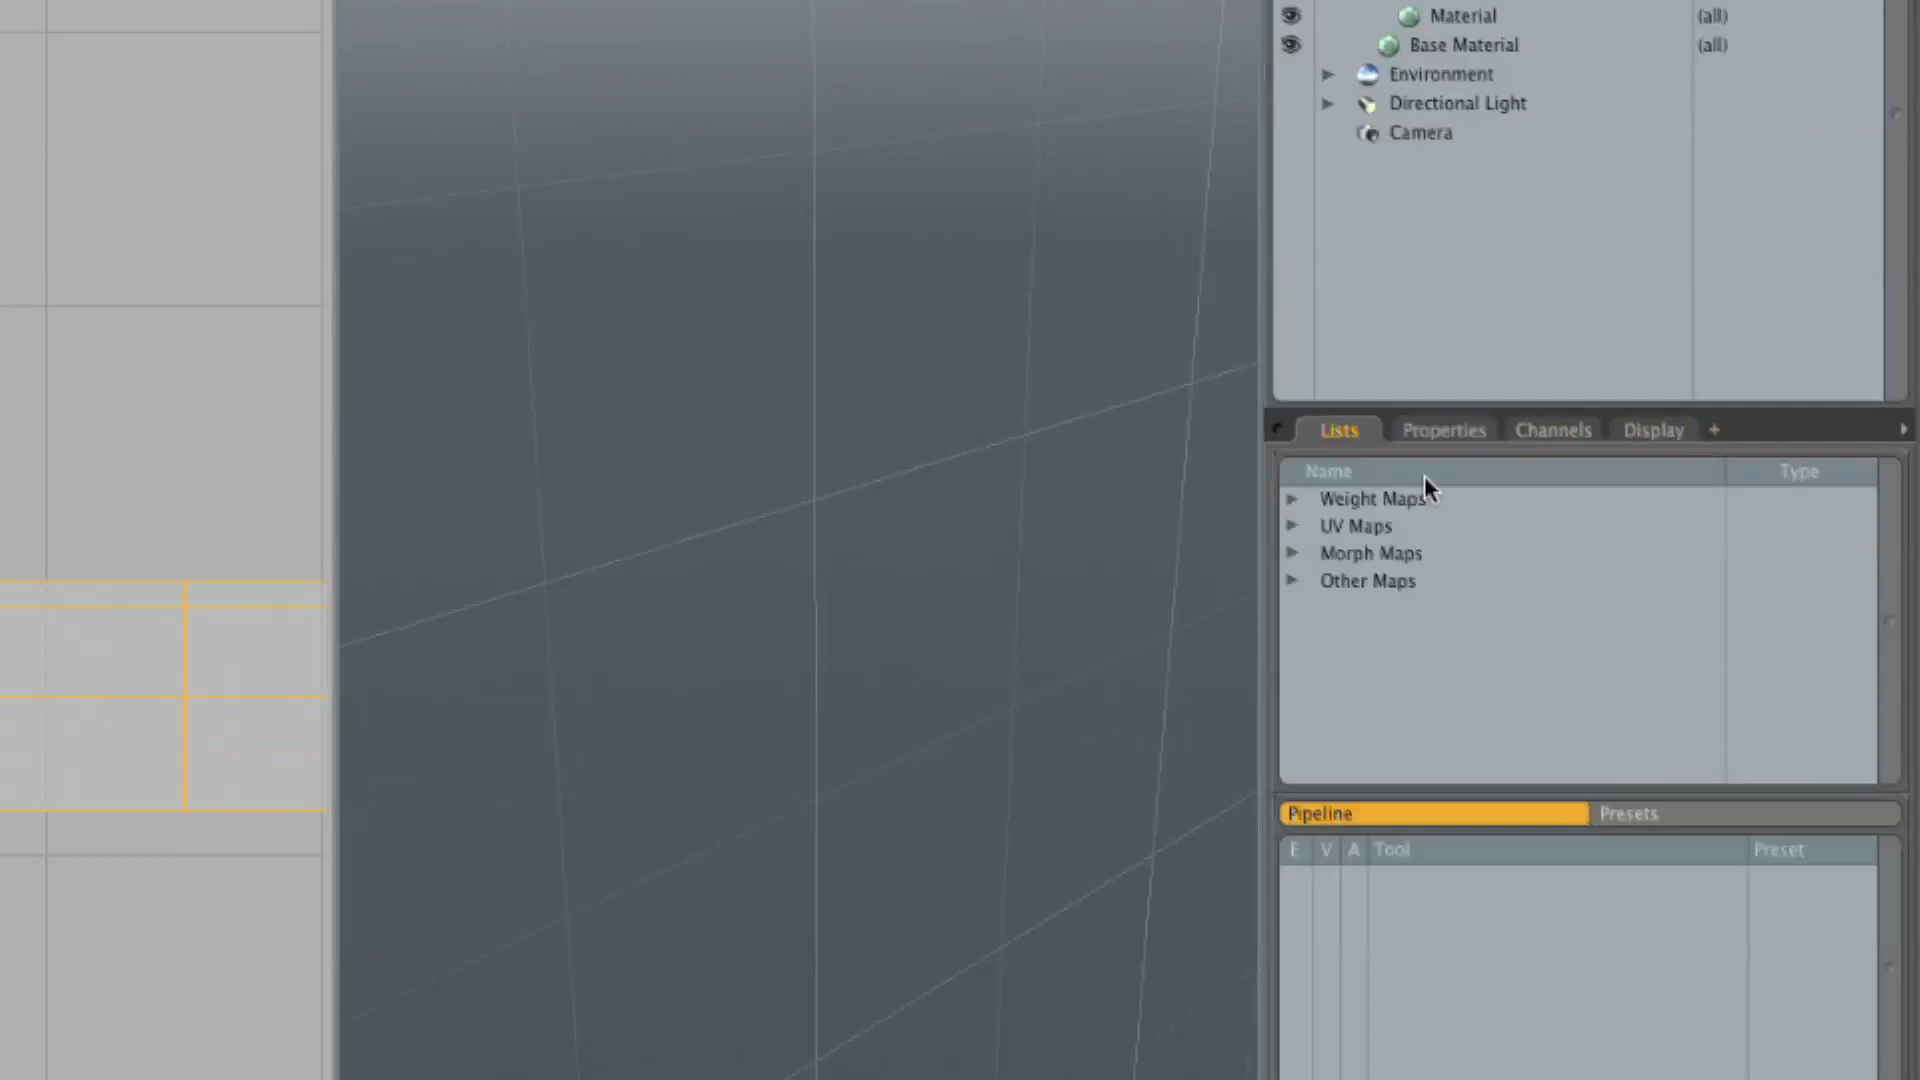 Material (all)
Base Material (all)
Environment
Directional Light
Camera
Lists Properties Channels Display +
Name Type
Weight Maps
UV Maps
Morph Maps
Other Maps
Pipeline Presets
E V A Tool Preset